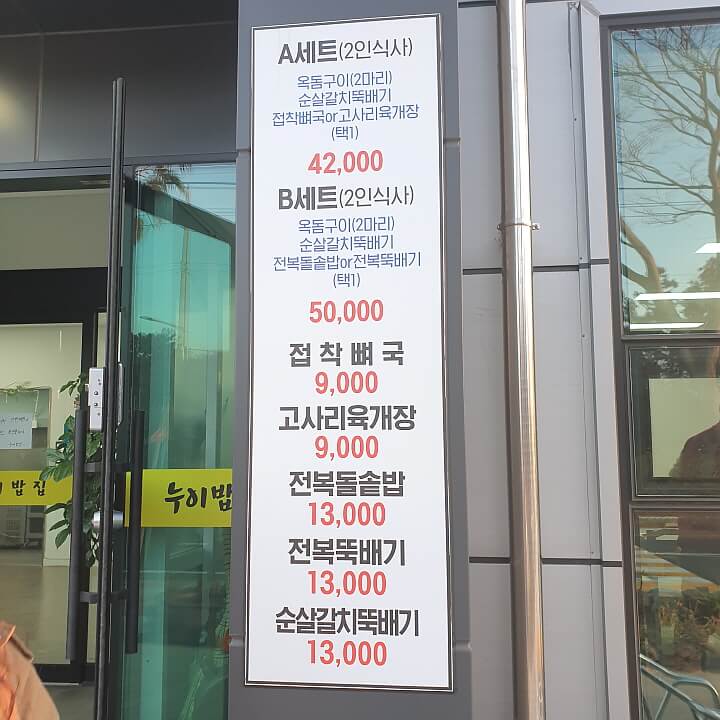 A세트(2인식사)
옥돔구이(2마리)
순살갈치뚝배기
접착뼈국or고사리육개장
(택1)
42,000
B세트(2인식사)
옥돔구이(2마리)
순살갈치뚝배기
전복돌솥밥or전복뚝배기
(택1)
50,000
접착뼈국
9,000
고사리육개장
9,000
전복돌솥밥
13,000
전복뚝배기
13,000
순살갈치뚝배기
13,000
밥집
누이밥